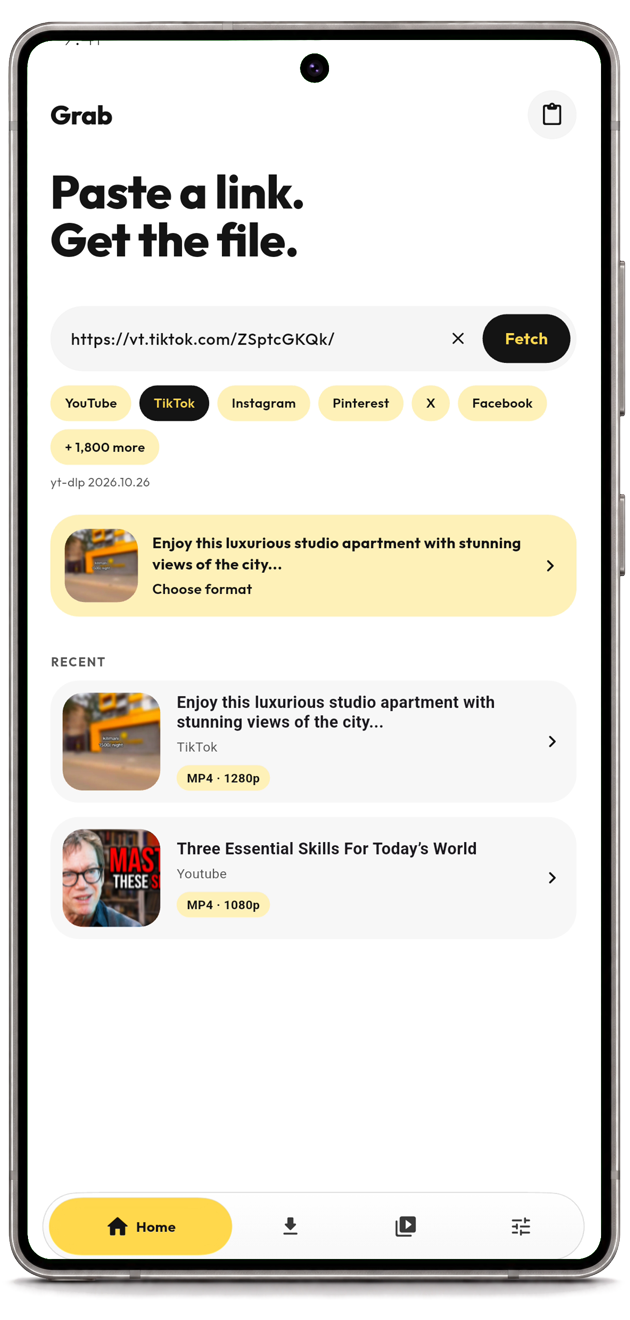 Grab
Paste a link.
Get the file.
https://vt.tiktok.com/ZSptcGKQk/
Fetch
YouTube
TikTok
Instagram
Pinterest
X
Facebook
+ 1,800 more
yt-dlp 2026.10.26
Enjoy this luxurious studio apartment with stunning
views of the city...
Choose format
RECENT
Enjoy this luxurious studio apartment with
stunning views of the city...
TikTok
MP4 · 1280p
MAST
THESE S
Three Essential Skills For Today's World
Youtube
MP4 · 1080p
Home